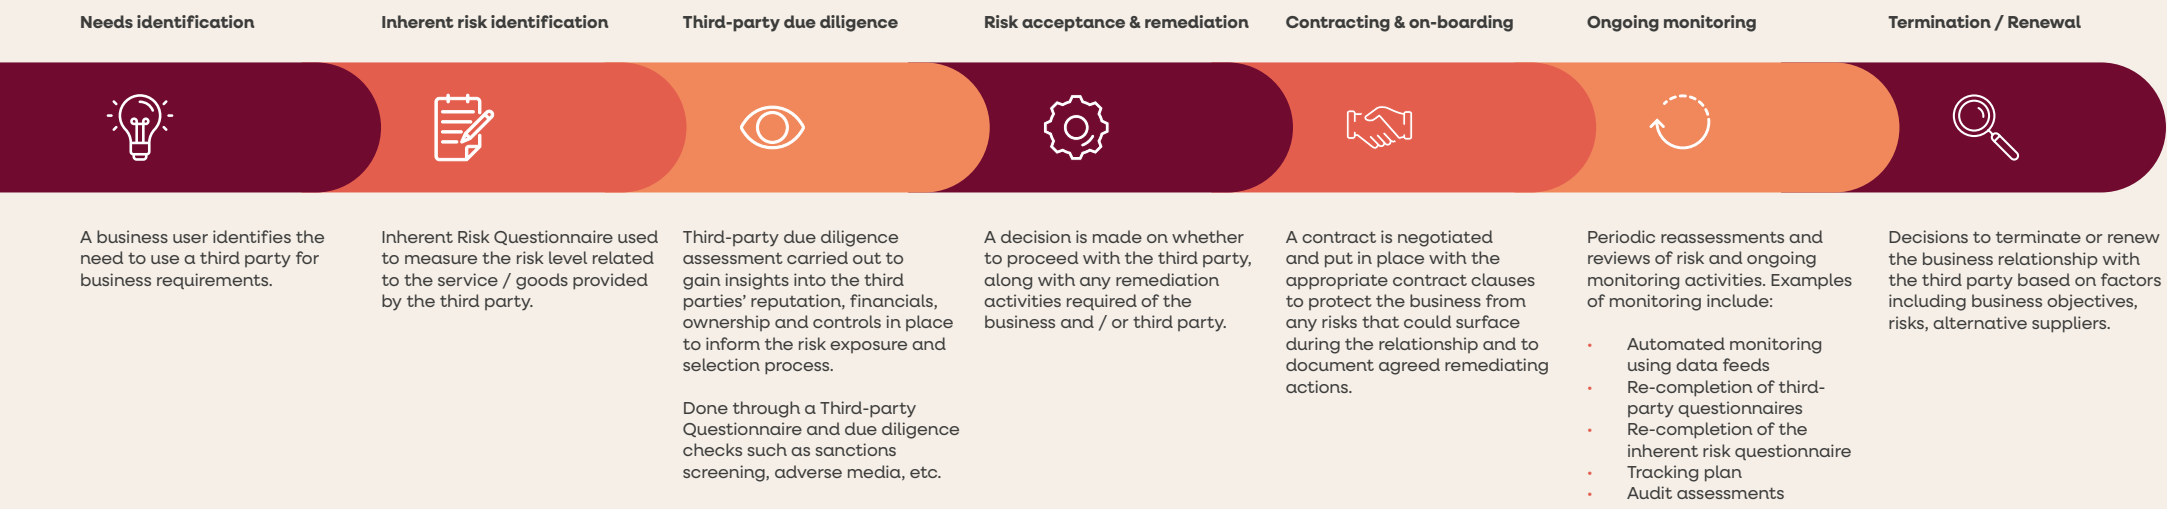 Needs identification
Inherent risk identification
Third-party due diligence
Risk acceptance & remediation
Contracting & on-boarding
Ongoing monitoring
Termination / Renewal
A business user identifies the
need to use a third party for
business requirements.
Inherent Risk Questionnaire used
to measure the risk level related
to the service / goods provided
by the third party.
Third-party due diligence
assessment carried out to
gain insights into the third
parties’ reputation, financials,
ownership and controls in place
to inform the risk exposure and
selection process.
Done through a Third-party
Questionnaire and due diligence
checks such as sanctions
screening, adverse media, etc.
A decision is made on whether
to proceed with the third party,
along with any remediation
activities required of the
business and / or third party.
A contract is negotiated
and put in place with the
appropriate contract clauses
to protect the business from
any risks that could surface
during the relationship and to
document agreed remediating
actions.
Periodic reassessments and
reviews of risk and ongoing
monitoring activities. Examples
of monitoring include:
• Automated monitoring
using data feeds
• Re-completion of third-
party questionnaires
• Re-completion of the
inherent risk questionnaire
• Tracking plan
• Audit assessments
Decisions to terminate or renew
the business relationship with
the third party based on factors
including business objectives,
risks, alternative suppliers.